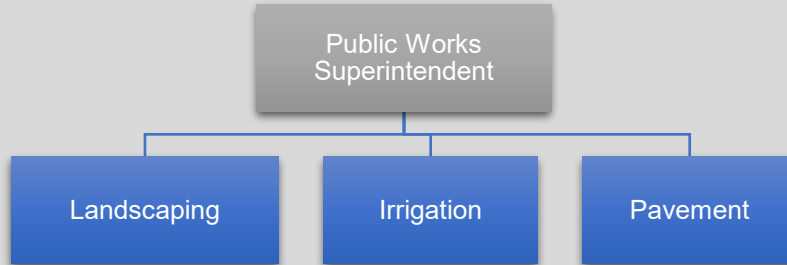 Public Works
Superintendent
Landscaping
Irrigation
Pavement